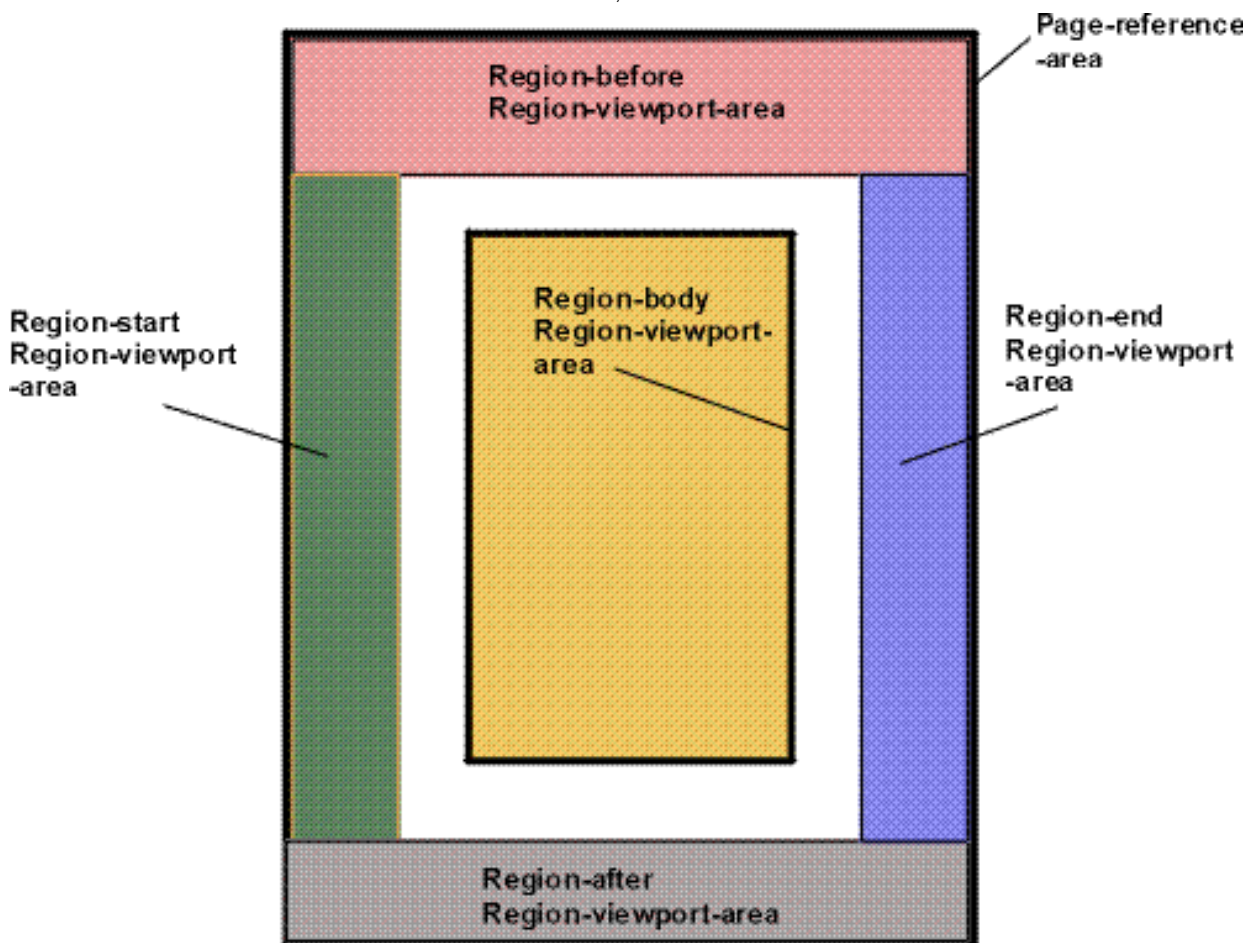 Page-reference
-area
Region-before
Region-viewport-area
Region-body
Region-viewport-
area
Region-start
Region-viewport
-area
Region-end
Region-viewport
-area
Region-after
Region-viewport-area